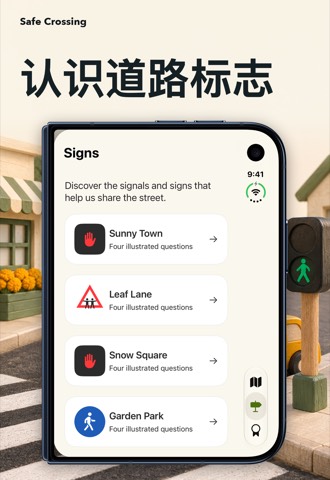 Safe Crossing
认识道路标志
Signs
9:41
Discover the signals and signs that
help us share the street.
Sunny Town
Four illustrated questions
Leaf Lane
Four illustrated questions
Snow Square
Four illustrated questions
Garden Park
Four illustrated questions